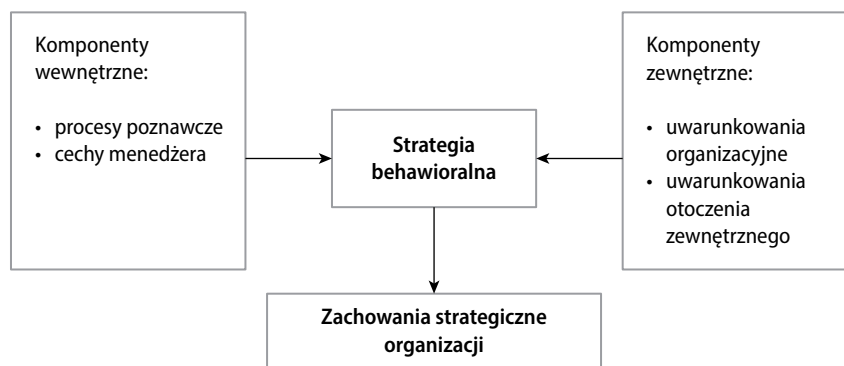 Komponenty
wewnętrzne:
• procesy poznawcze
• cechy menedżera
Strategia
behawioralna
Komponenty
zewnętrzne:
• uwarunkowania
organizacyjne
• uwarunkowania
otoczenia
zewnętrznego
Zachowania strategiczne
organizacji